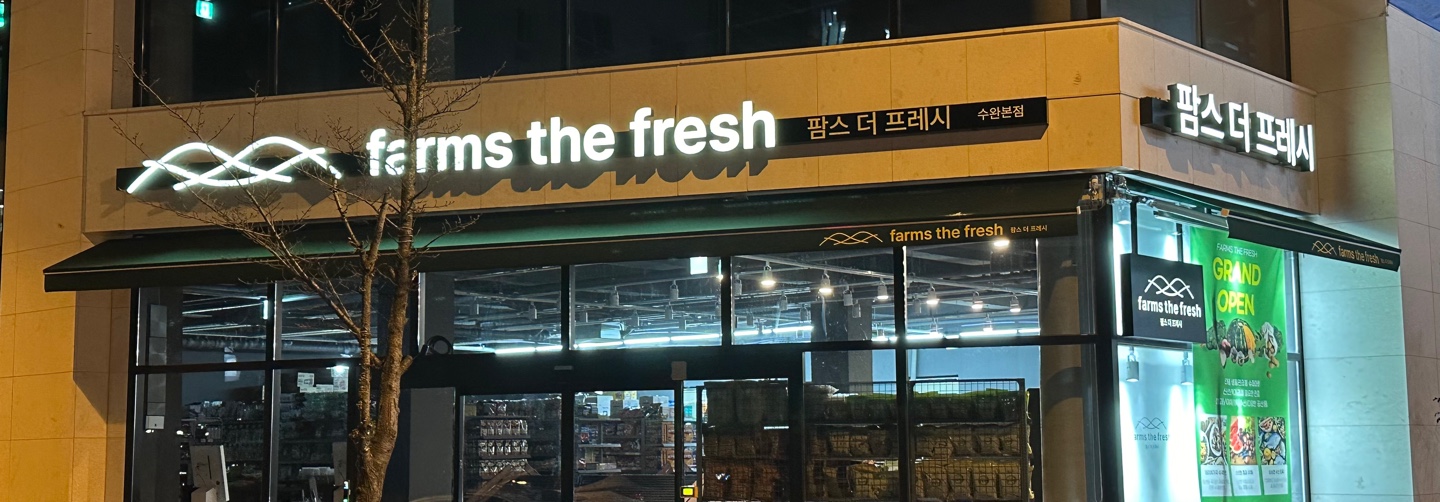 farms the fresh 팜스 더 프레시 수완본점
팜스 더 프레시
farms the fresh 팜스 더 프레시
farms the fresh
farms the fresh
팜스 더 프레시
FARMS THE FRESH
GRAND
OPEN
farms the fresh